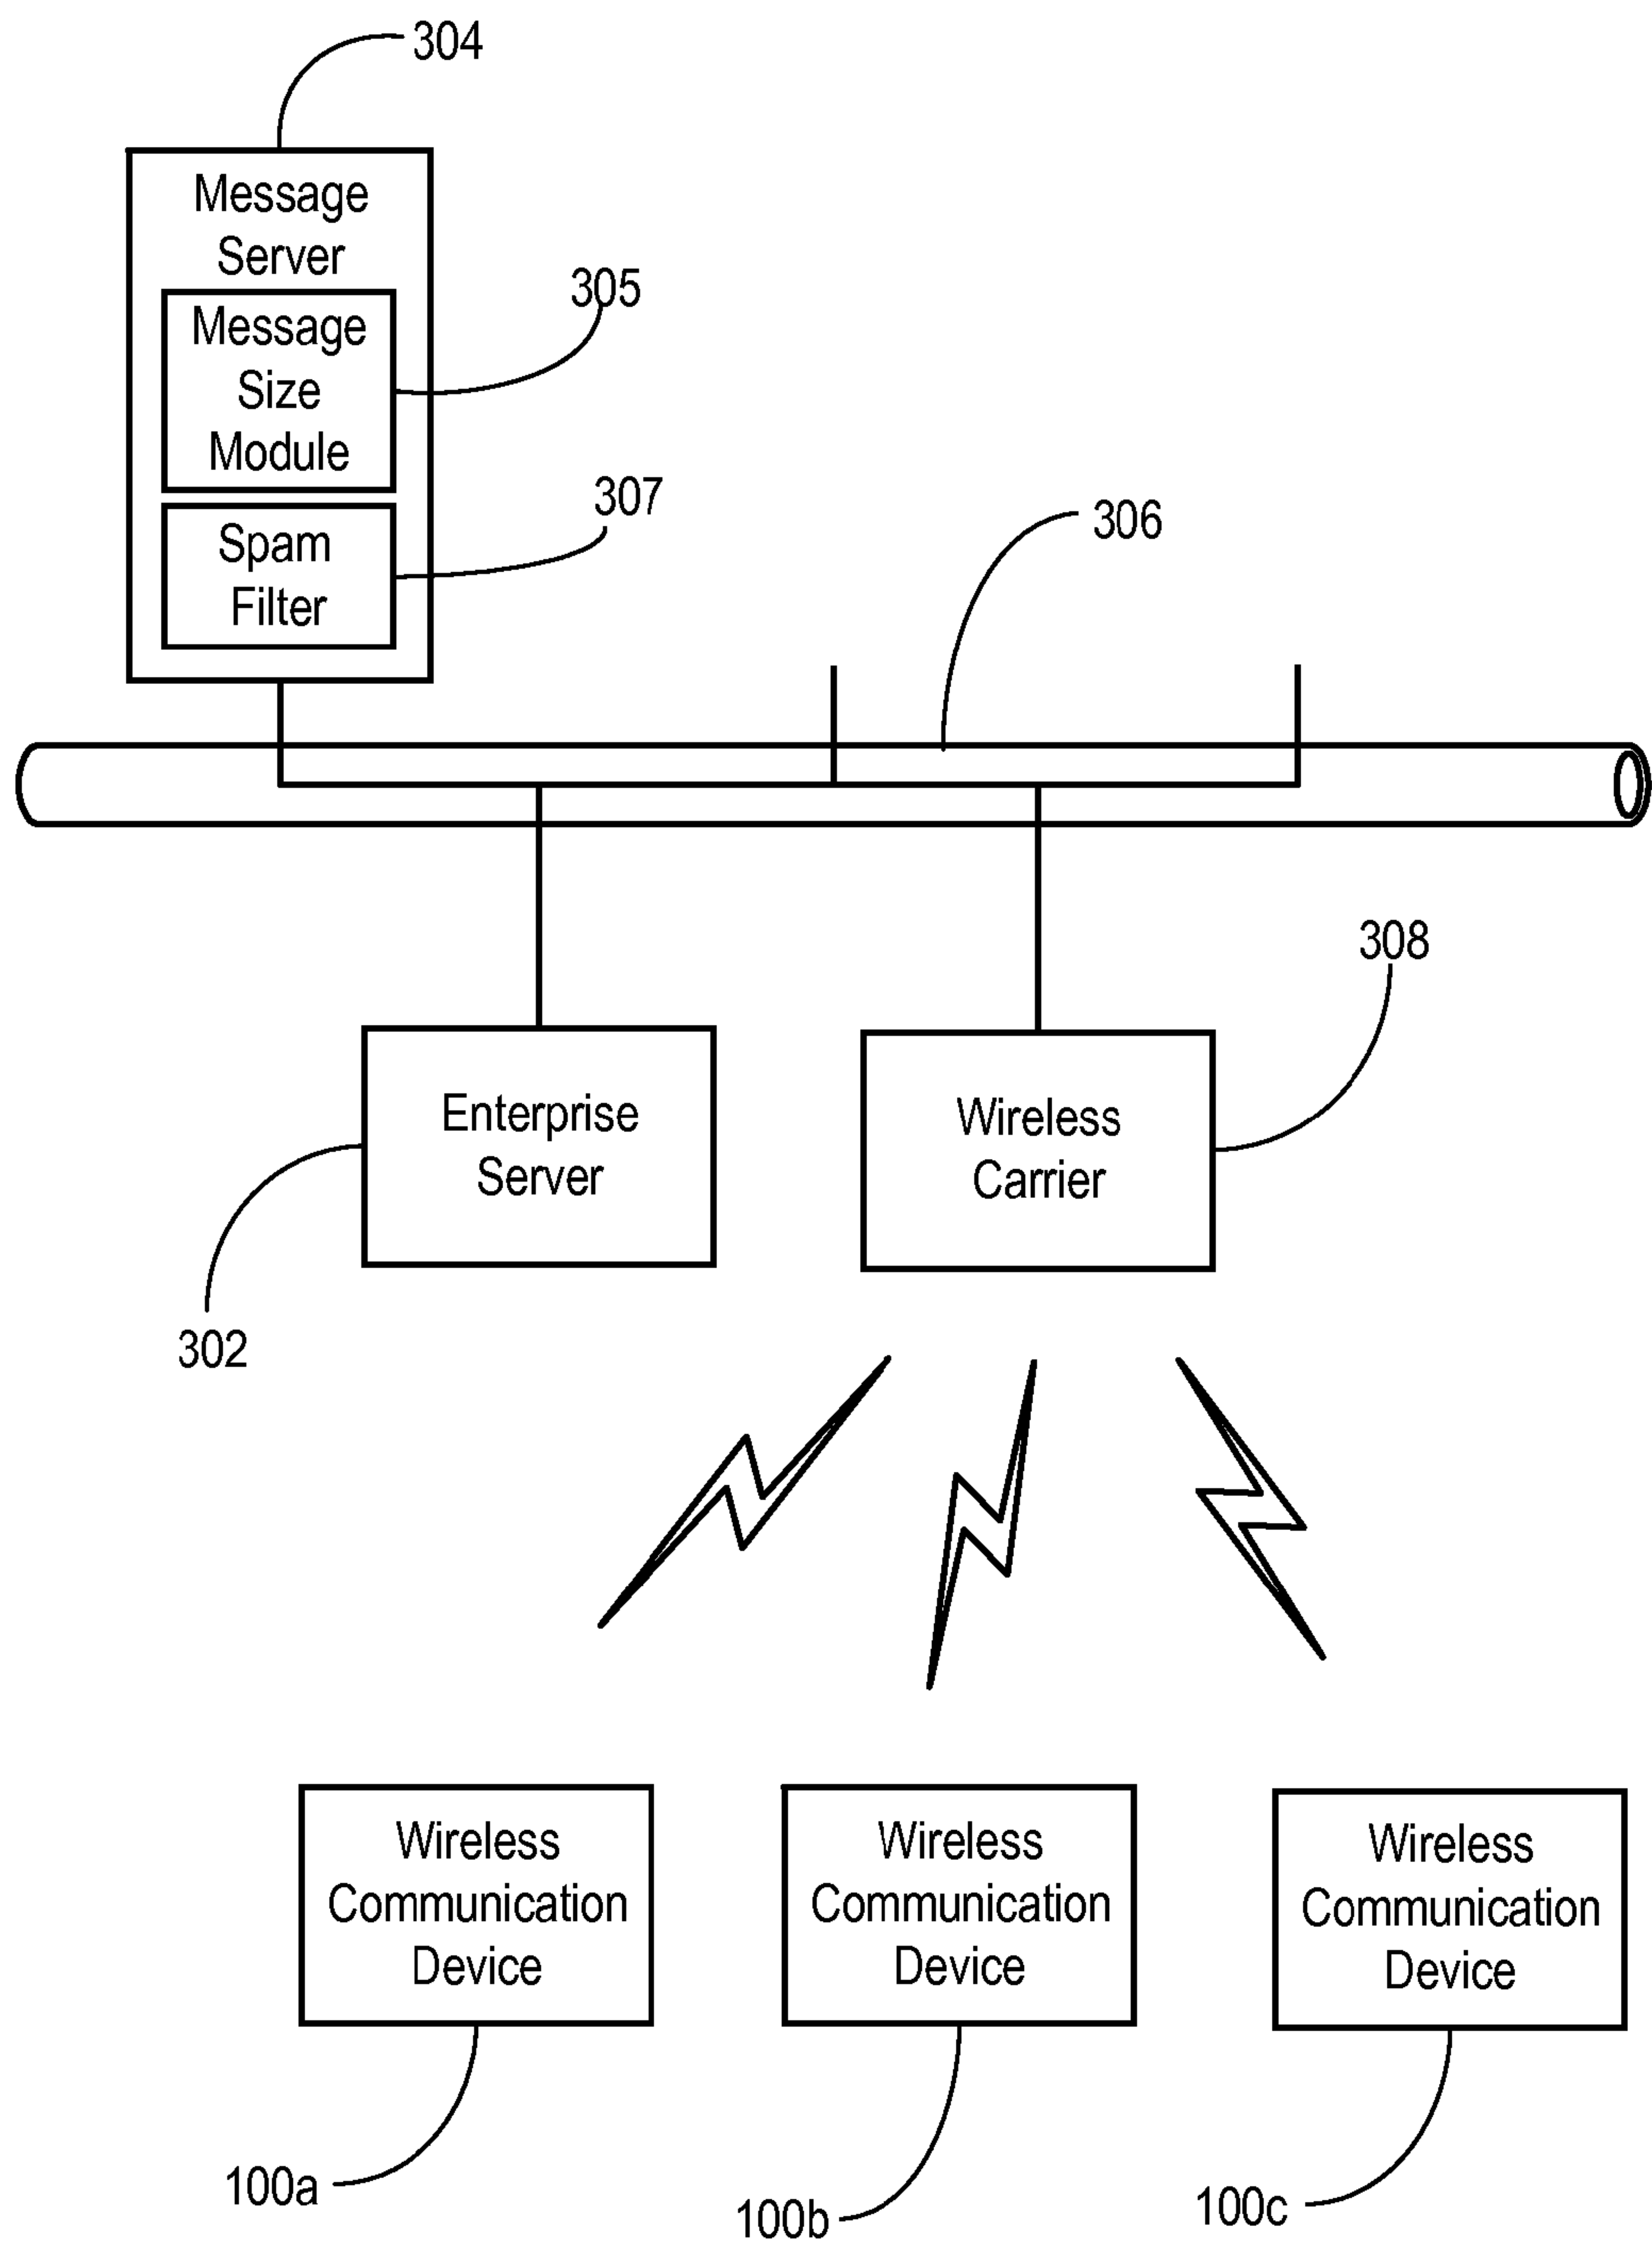 304
Message
Server
305
Message
Size
Module
307
Spam
Filter
306
308
Enterprise
Server
Wireless
Carrier
302
Wireless
Communication
Device
Wireless
Communication
Device
Wireless
Communication
Device
100a
100b
100c